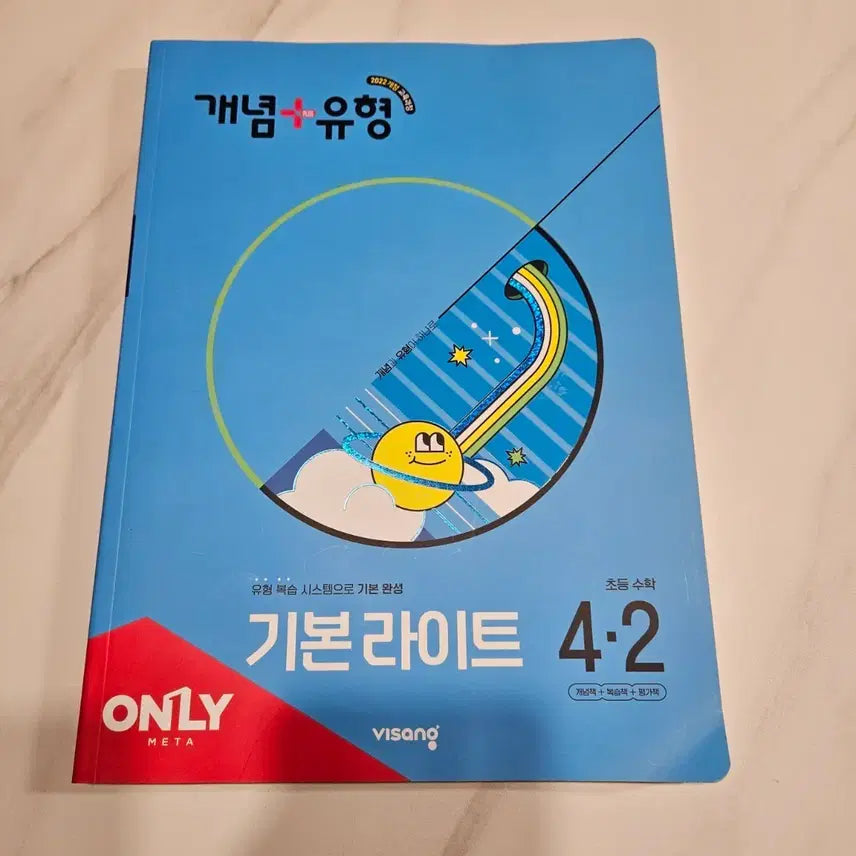 2022 개정 교육과정
개념+유형
PLUS
유형 복습 시스템으로 기본 완성
기본 라이트
초등 수학
4·2
개념책 + 복습책 + 평가책
ONLY
META
visang